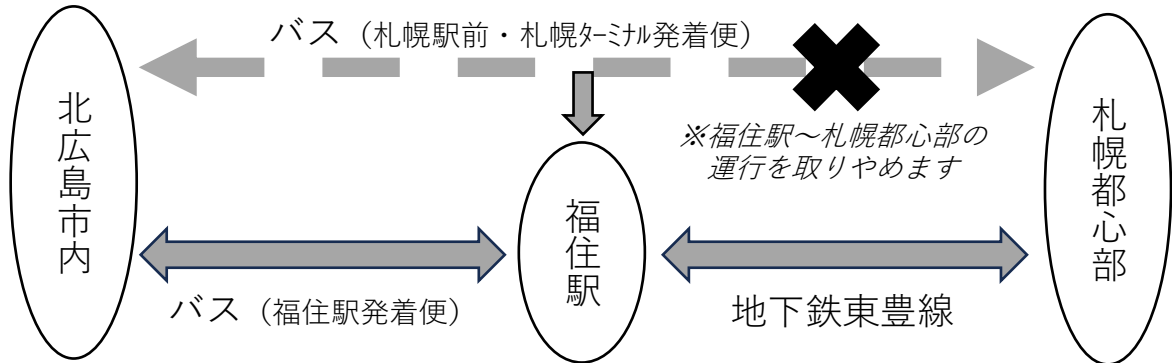 バス（札幌駅前・札幌ﾀｰﾐﾅﾙ発着便）
北広島市内
※福住駅～札幌都心部の
運行を取りやめます
札幌都心部
福住駅
バス（福住駅発着便）
地下鉄東豊線